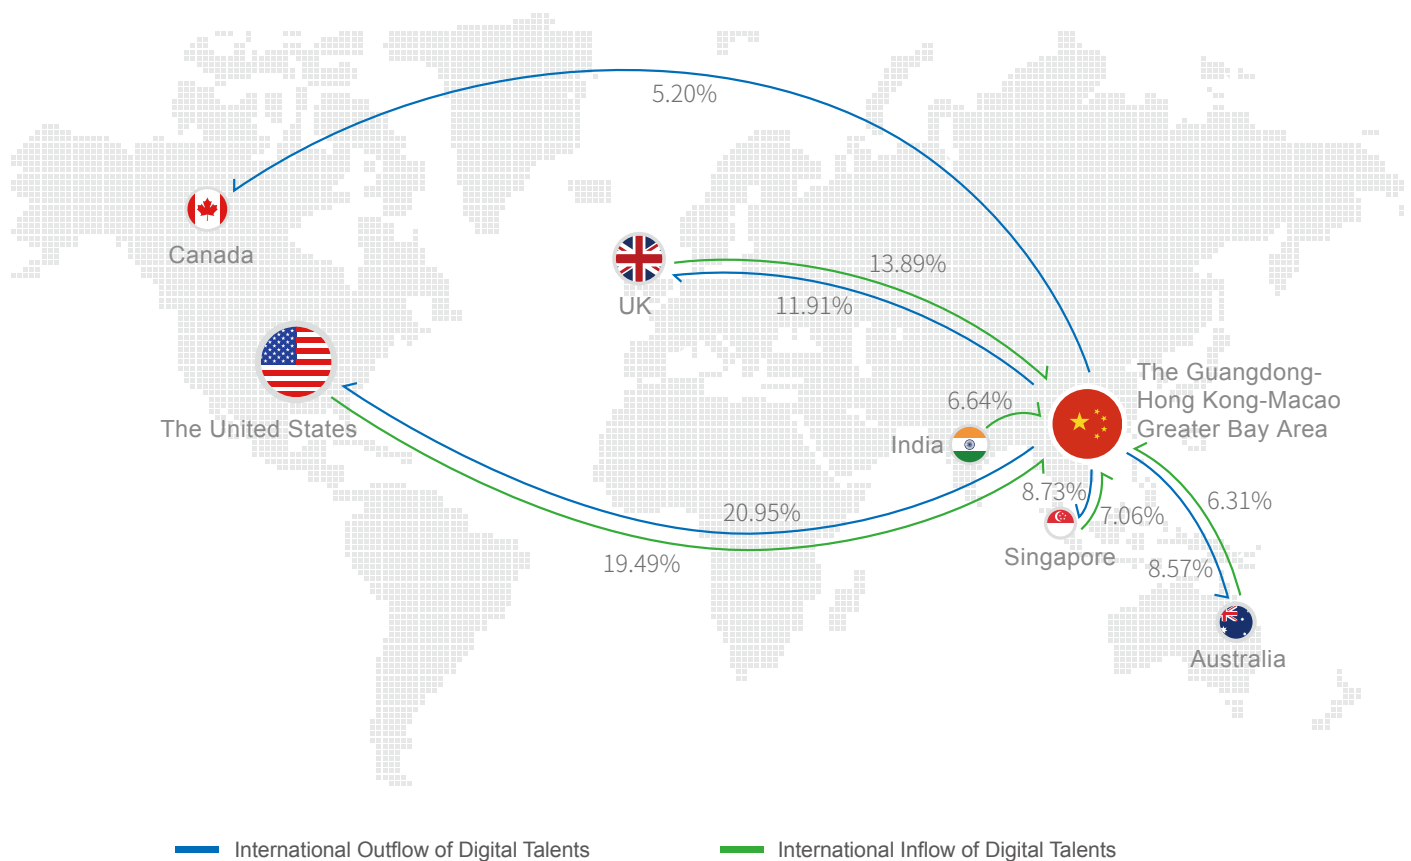 5.20%
Canada
13.89%
UK
11.91%
The Guangdong-
Hong Kong-Macao
Greater Bay Area
6.64%
The United States
India
8.73%
7.06%
6.31%
20.95%
19.49%
Singapore
8.57%
Australia
International Outflow of Digital Talents
International Inflow of Digital Talents